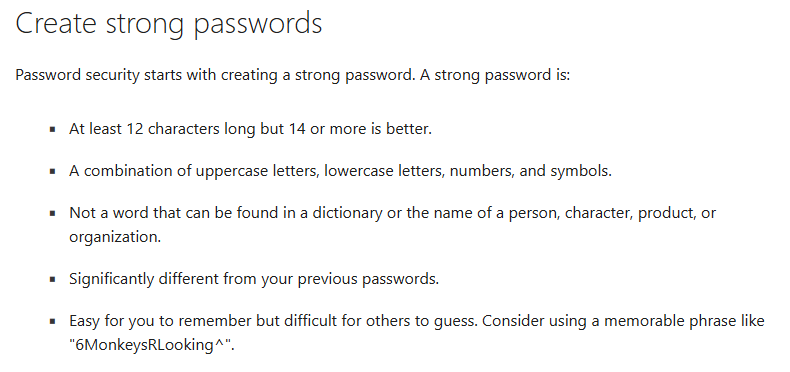 Create strong passwords
Password security starts with creating a strong password. A strong password is:
▪ At least 12 characters long but 14 or more is better.
▪ A combination of uppercase letters, lowercase letters, numbers, and symbols.
▪ Not a word that can be found in a dictionary or the name of a person, character, product, or
organization.
▪ Significantly different from your previous passwords.
▪ Easy for you to remember but difficult for others to guess. Consider using a memorable phrase like
"6MonkeysRLooking^".